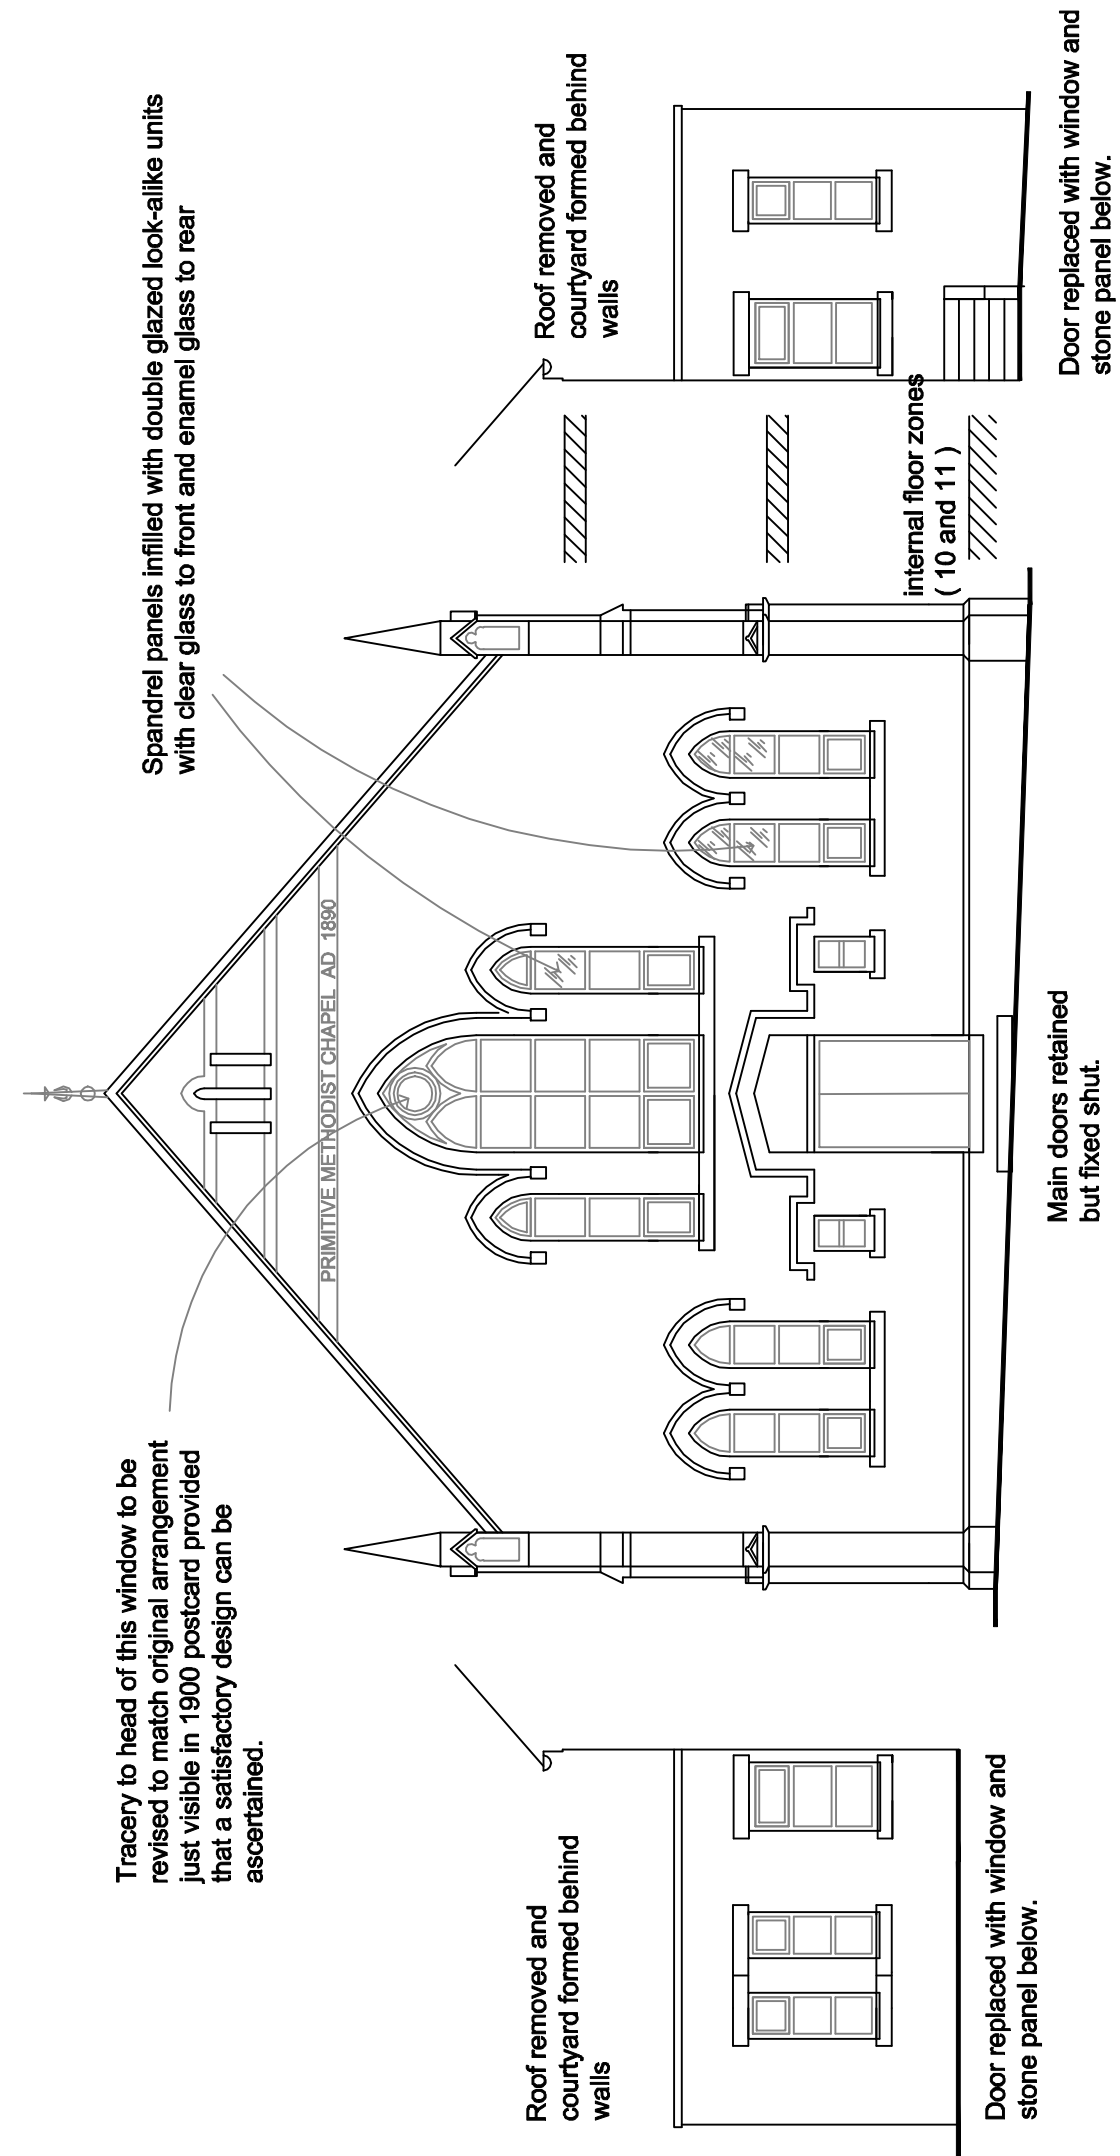 Tracery to head of this window to be
revised to match original arrangement
just visible in 1900 postcard provided
that a satisfactory design can be
ascertained.
Spandrel panels infilled with double glazed look-alike units
with clear glass to front and enamel glass to rear
PRIMITIVE METHODIST CHAPEL AD 1890
Roof removed and
courtyard formed behind
walls
Roof removed and
courtyard formed behind
walls
internal floor zones
( 10 and 11 )
Door replaced with window and
stone panel below.
Main doors retained
but fixed shut.
Door replaced with window and
stone panel below.